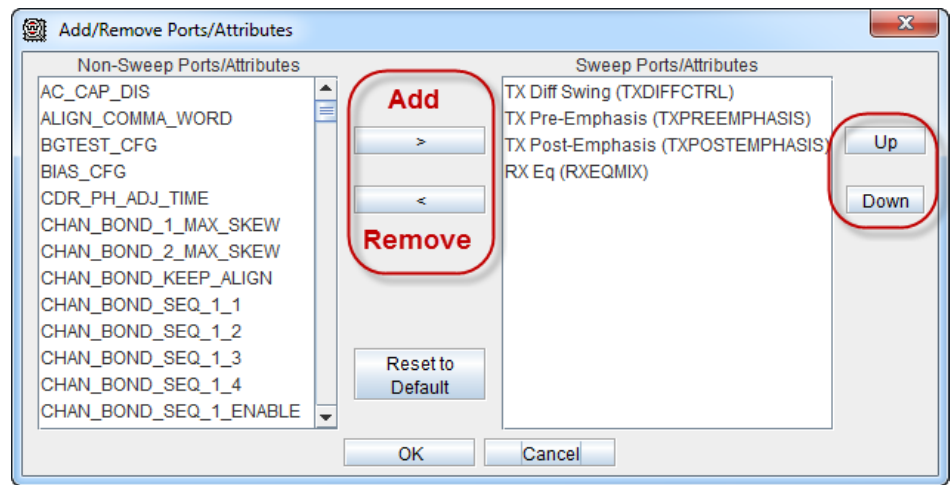 Add/Remove Ports/Attributes
x
Non-Sweep Ports/Attributes
AC_CAP_DIS
ALIGN_COMMA_WORD
BGTEST_CFG
BIAS_CFG
CDR_PH_ADJ_TIME
CHAN_BOND_1_MAX_SKEW
CHAN_BOND_2_MAX_SKEW
CHAN_BOND_KEEP_ALIGN
CHAN_BOND_SEQ_1_1
CHAN_BOND_SEQ_1_2
CHAN_BOND_SEQ_1_3
CHAN_BOND_SEQ_1_4
CHAN_BOND_SEQ_1_ENABLE
Add
>
<
Remove
Reset to
Default
Sweep Ports/Attributes
TX Diff Swing (TXDIFFCTRL)
TX Pre-Emphasis (TXPREEMPHASIS)
TX Post-Emphasis (TXPOSTEMPHASIS)
RX Eq (RXEQMIX)
Up
Down
OK
Cancel